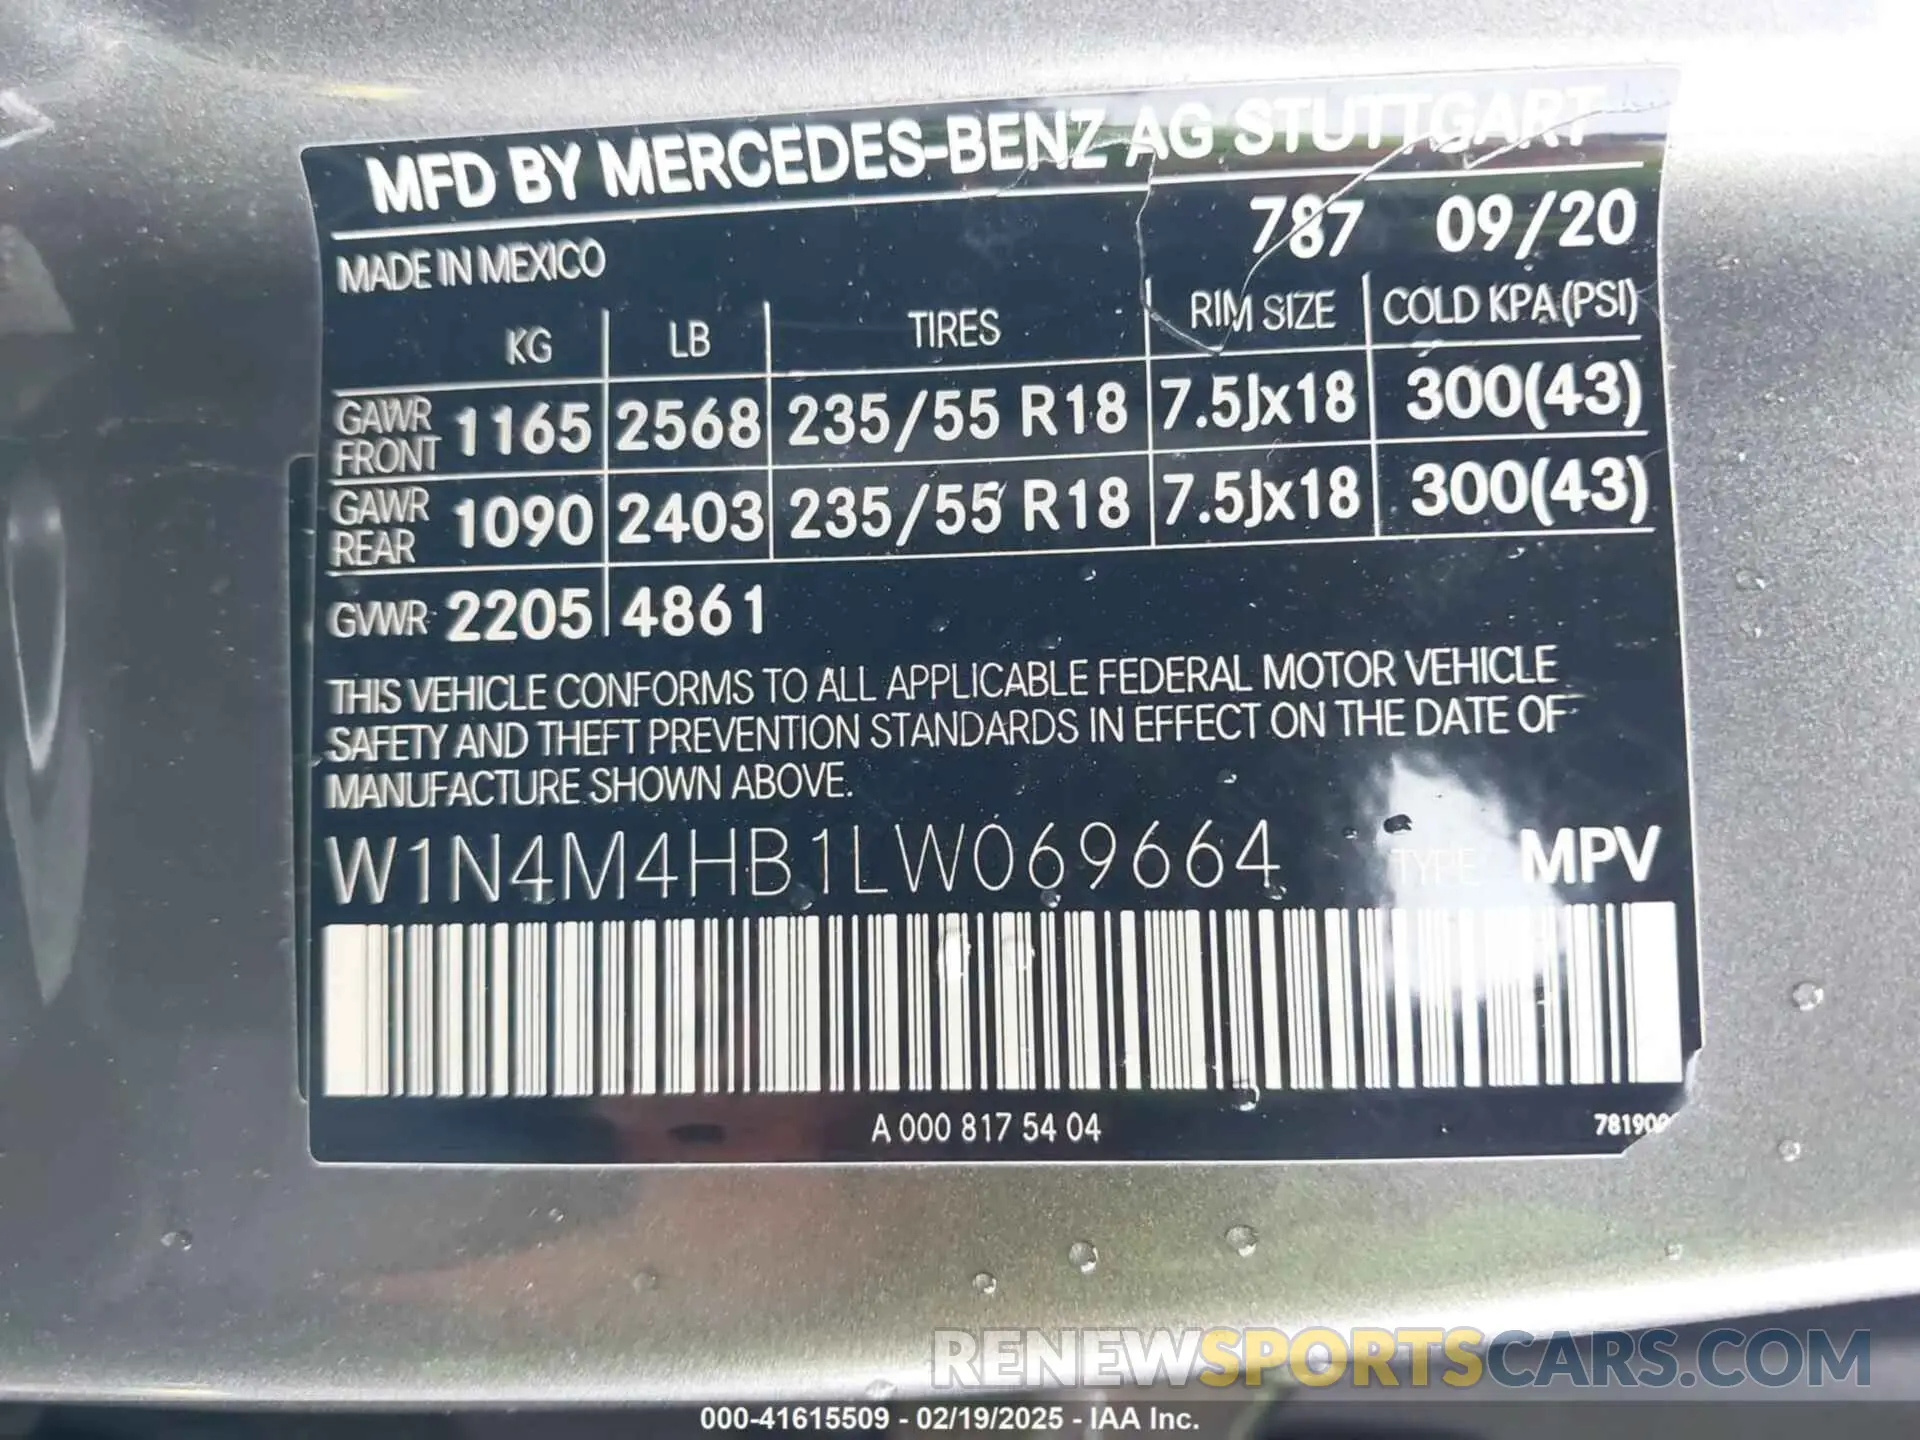 MFD BY MERCEDES-BENZ AG STUTTGART
MADE IN MEXICO 787 09/20
KG LB TIRES RIM SIZE COLD KPA(PSI)
GAWR FRONT 1165 2568 235/55 R18 7.5Jx18 300(43)
GAWR REAR 1090 2403 235/55 R18 7.5Jx18 300(43)
GVWR 2205 4861
THIS VEHICLE CONFORMS TO ALL APPLICABLE FEDERAL MOTOR VEHICLE
SAFETY AND THEFT PREVENTION STANDARDS IN EFFECT ON THE DATE OF
MANUFACTURE SHOWN ABOVE.
W1N4M4HB1LW069664 TYPE MPV
A 000 817 54 04
RENEWSPORTSCARS.COM
000-41615509 - 02/19/2025 - IAA Inc.